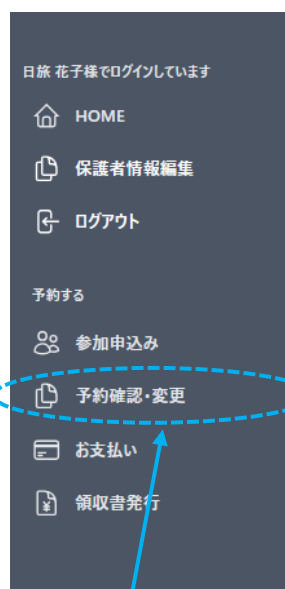 日旅 花子様でログインしています
HOME
保護者情報編集
ログアウト
予約する
参加申込み
予約確認・変更
お支払い
領収書発行